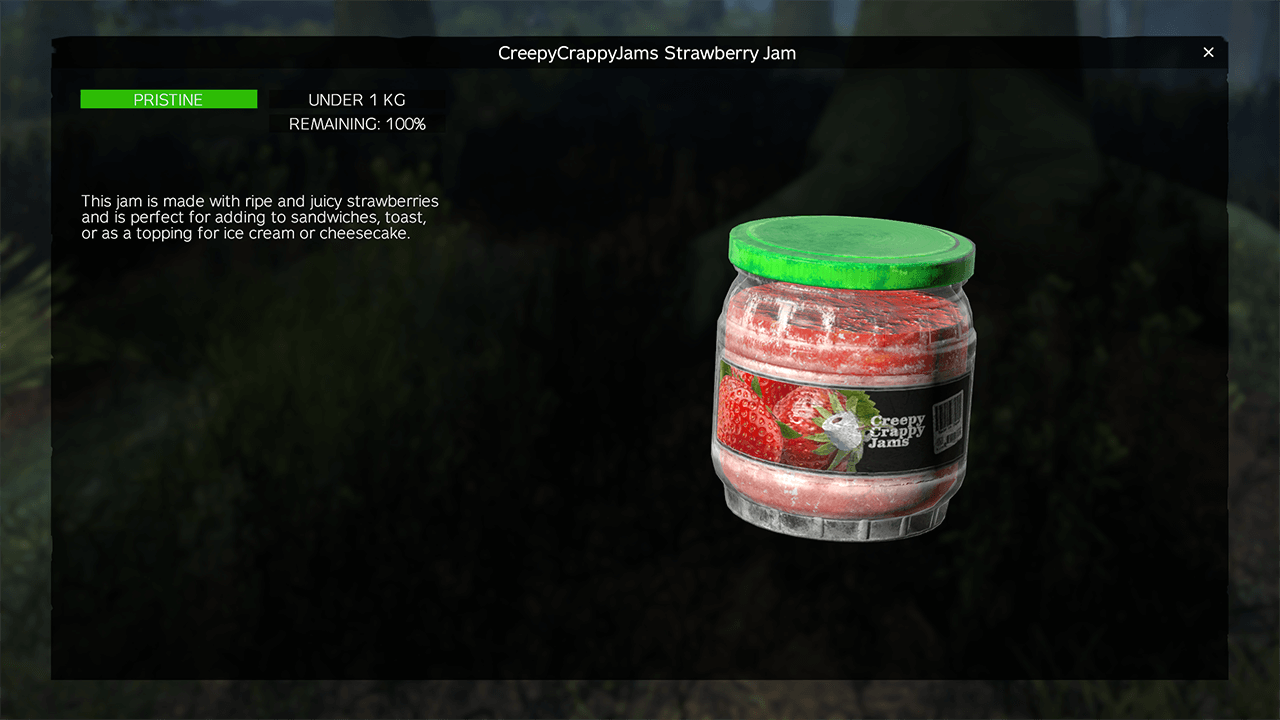 CreepyCrappyJams Strawberry Jam
×
PRISTINE
UNDER 1 KG
REMAINING: 100%
This jam is made with ripe and juicy strawberries
and is perfect for adding to sandwiches, toast,
or as a topping for ice cream or cheesecake.
Creepy
Crappy
Jams